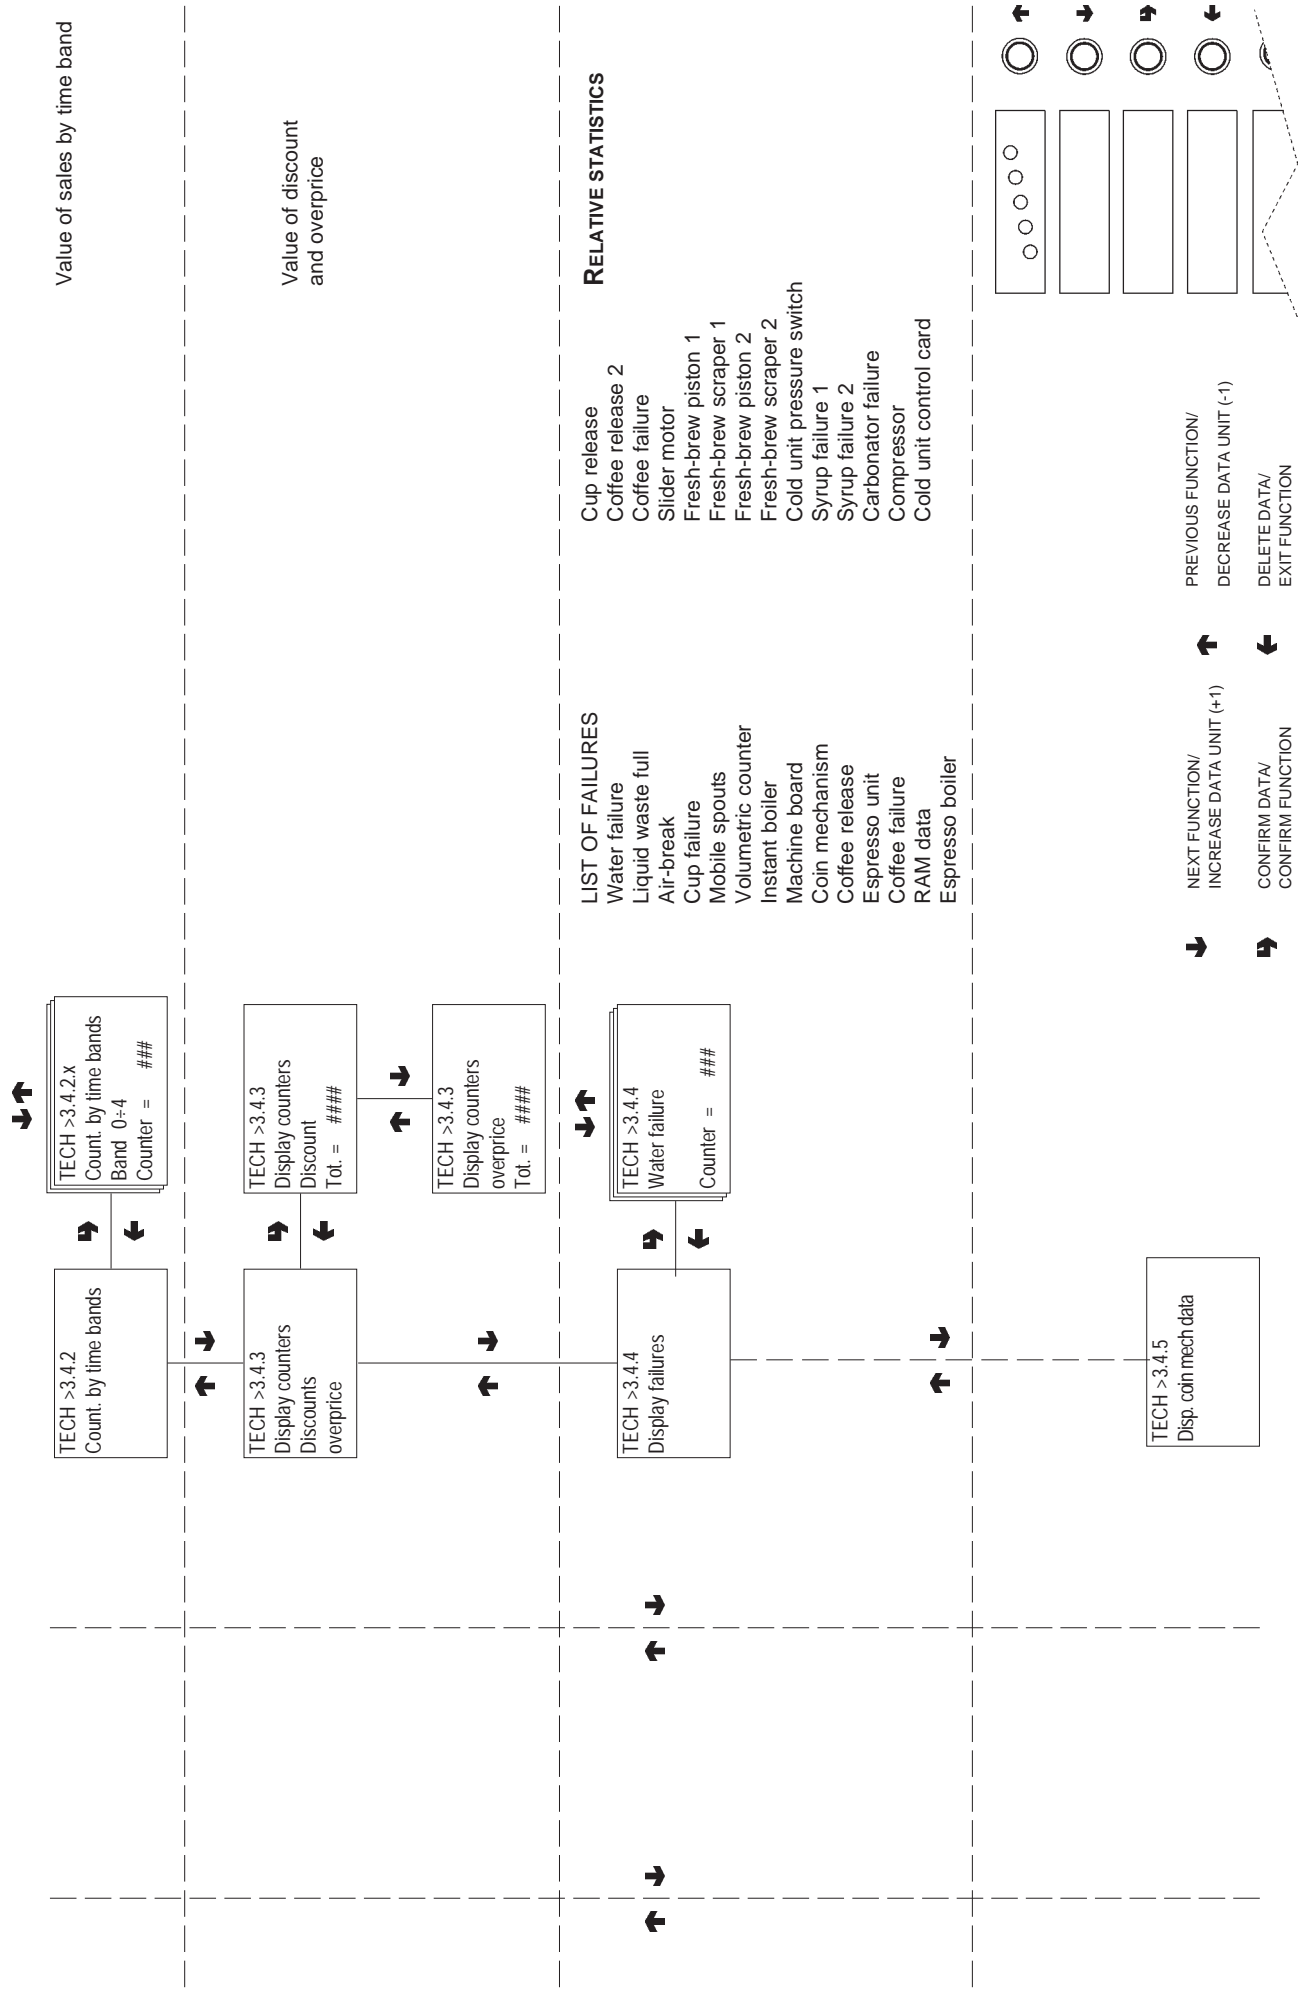 TECH >3.4.2
Count. by time bands
TECH >3.4.2.x
Count. by time bands
Band 0÷4
Counter = ###
Value of sales by time band
TECH >3.4.3
Display counters
Discounts
overprice
TECH >3.4.3
Display counters
Discount
Tot. = ####
Value of discount
and overprice
TECH >3.4.3
Display counters
overprice
Tot. = ####
TECH >3.4.4
Display failures
TECH >3.4.4
Water failure
Counter = ###
LIST OF FAILURES
Water failure
Liquid waste full
Air-break
Cup failure
Mobile spouts
Volumetric counter
Instant boiler
Machine board
Coin mechanism
Coffee release
Espresso unit
Coffee failure
RAM data
Espresso boiler
Cup release
Coffee release 2
Coffee failure
Slider motor
Fresh-brew piston 1
Fresh-brew scraper 1
Fresh-brew piston 2
Fresh-brew scraper 2
Cold unit pressure switch
Syrup failure 1
Syrup failure 2
Carbonator failure
Compressor
Cold unit control card
RELATIVE STATISTICS
TECH >3.4.5
Disp. coin mech data
NEXT FUNCTION/
INCREASE DATA UNIT (+1)
PREVIOUS FUNCTION/
DECREASE DATA UNIT (-1)
CONFIRM DATA/
CONFIRM FUNCTION
DELETE DATA/
EXIT FUNCTION